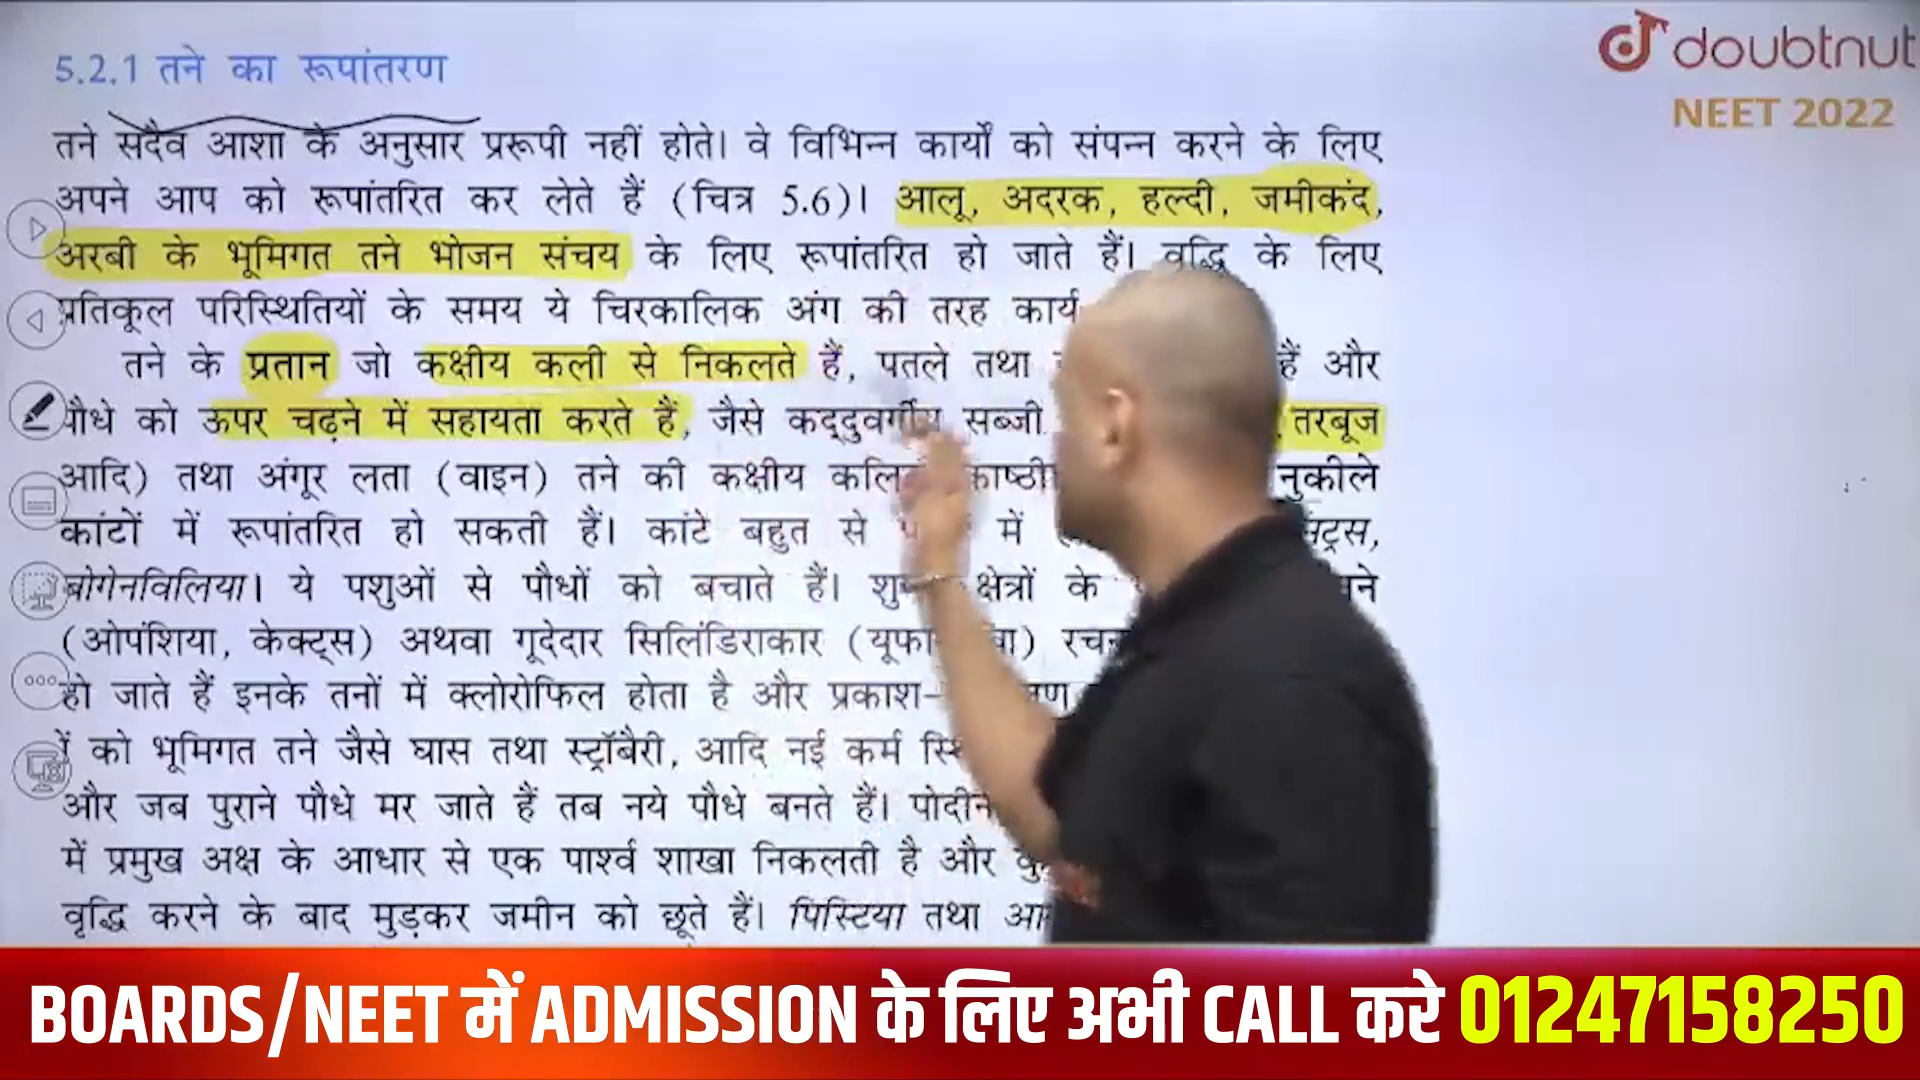 5.2.1 तने का रूपांतरण
doubtnut
NEET 2022
तने सदैव आशा के अनुसार प्ररूपी नहीं होते। वे विभिन्न कार्यों को संपन्न करने के लिए
अपने आप को रूपांतरित कर लेते हैं (चित्र 5.6)। आलू, अदरक, हल्दी, जमीकंद,
अरबी के भूमिगत तने भोजन संचय के लिए रूपांतरित हो जाते हैं। वृद्धि के लिए
प्रतिकूल परिस्थितियों के समय ये चिरकालिक अंग की तरह कार्य
तने के प्रतान जो कक्षीय कली से निकलते हैं, पतले तथा हैं और
पौधे को ऊपर चढ़ने में सहायता करते हैं, जैसे कद्दुवर्गीय सब्जी तरबूज
आदि) तथा अंगूर लता (वाइन) तने की कक्षीय नुकीले
कांटों में रूपांतरित हो सकती हैं। कांटे बहुत से में
बोगेनविलिया। ये पशुओं से पौधों को बचाते हैं। क्षेत्रों के
(ओपंशिया, केक्ट्स) अथवा गूदेदार सिलिंडिराकार
हो जाते हैं इनके तनों में क्लोरोफिल होता है और प्रकाश-
को भूमिगत तने जैसे घास तथा स्ट्रॉबैरी, आदि नई कर्म
और जब पुराने पौधे मर जाते हैं तब नये पौधे बनते हैं।
में प्रमुख अक्ष के आधार से एक पार्श्व शाखा निकलती है और
वृद्धि करने के बाद मुड़कर जमीन को छूते हैं। पिस्टिया तथा
BOARDS/NEET में ADMISSION के लिए अभी CALL करे 01247158250